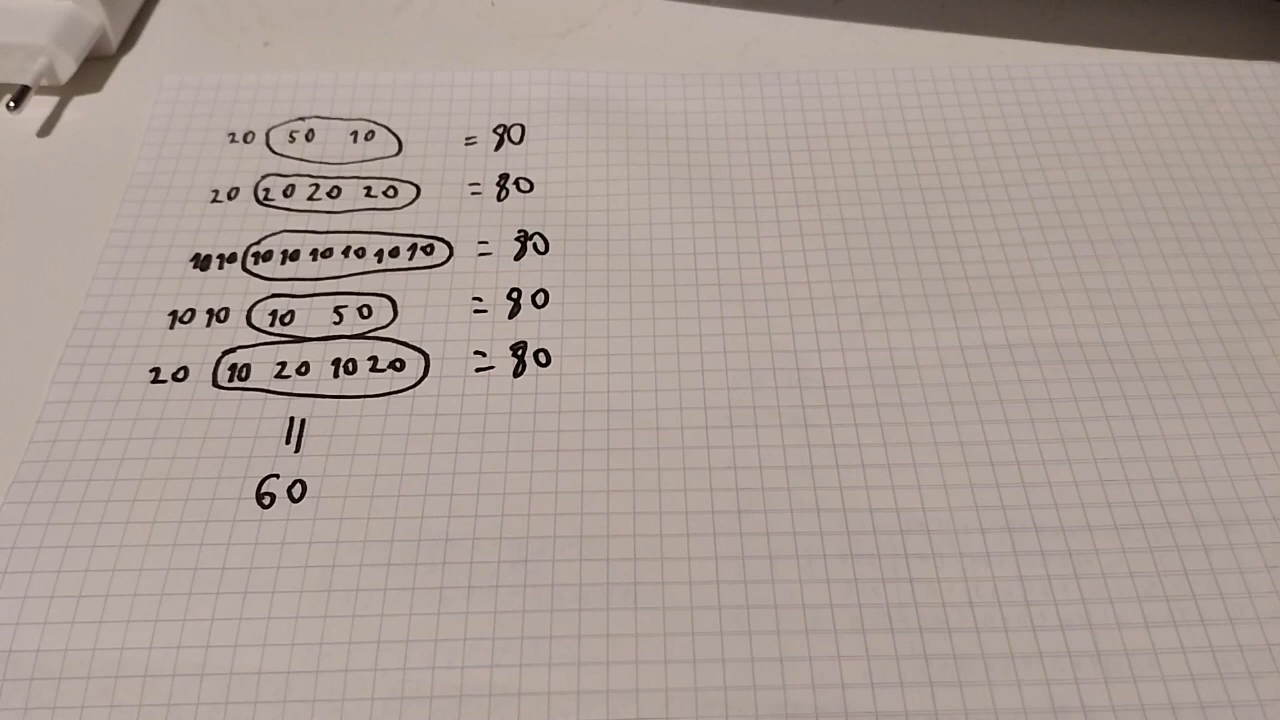 20 50 10 = 80
20 20 20 20 = 80
10 10 10 10 10 10 10 10 = 80
10 10 10 50 = 80
20 10 20 10 20 = 80
||
60